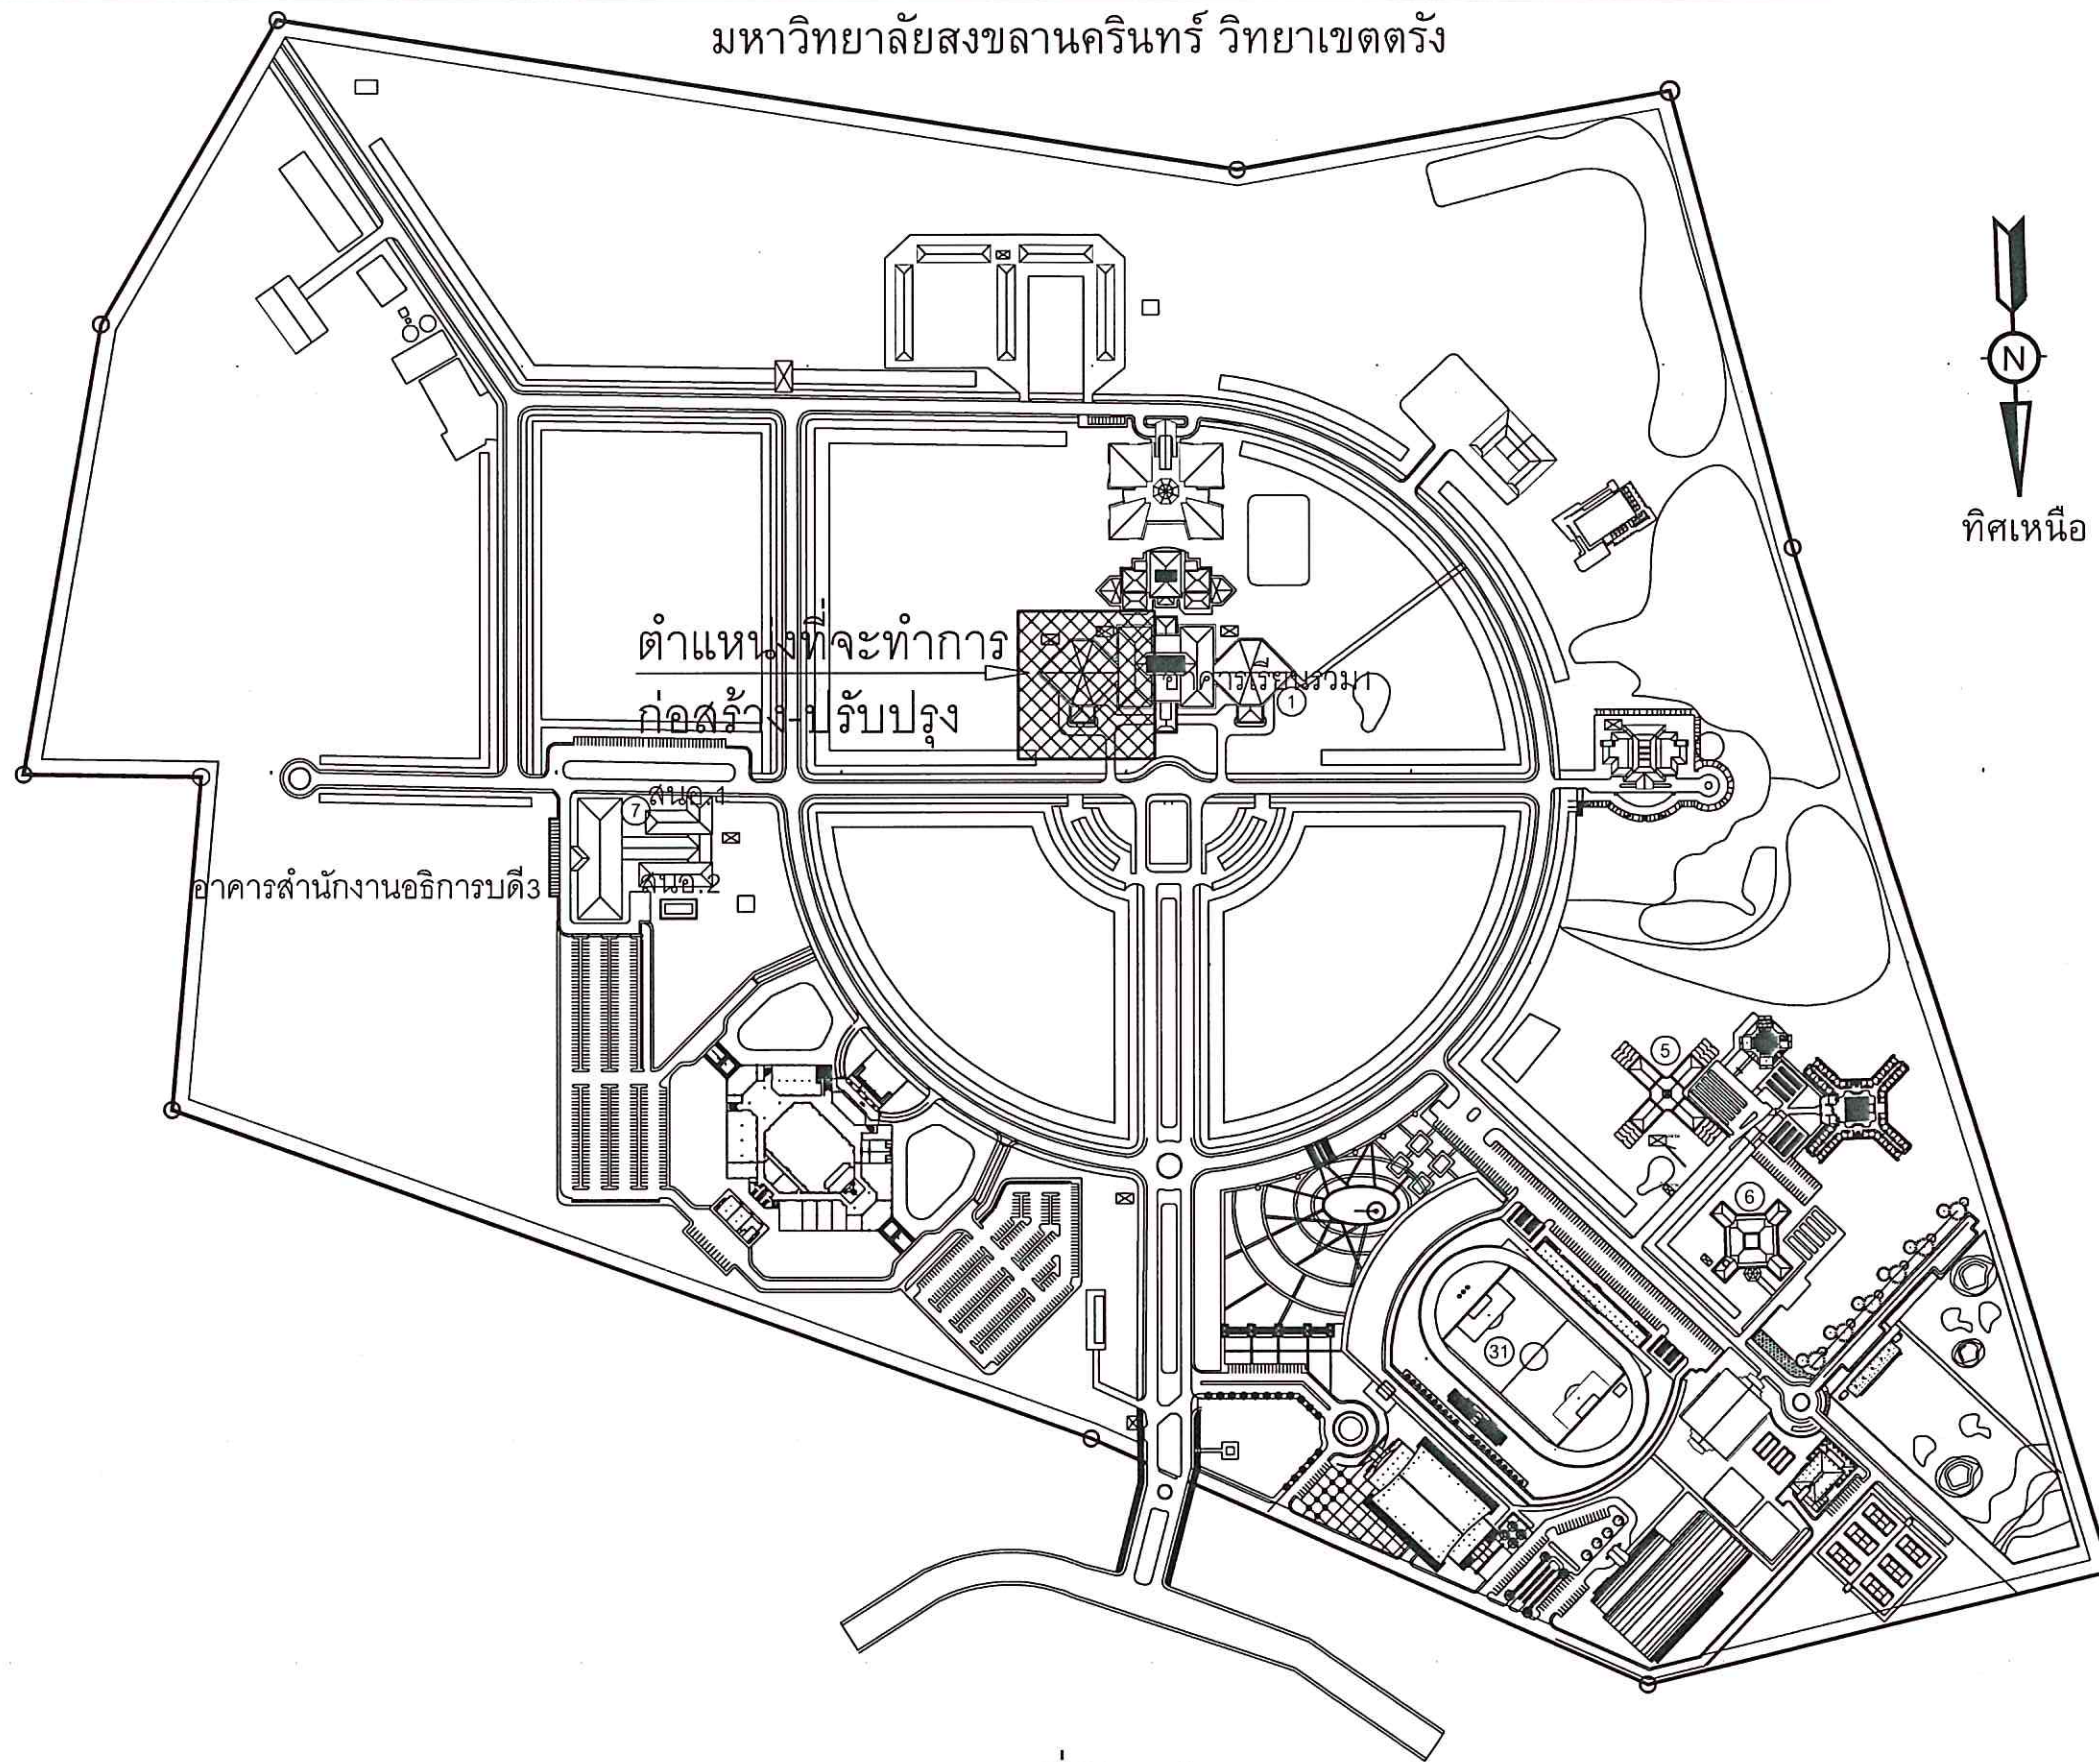 มหาวิทยาลัยสงขลานครินทร์ วิทยาเขตตรัง
N
ทิศเหนือ
ตำแหน่งที่จะทำการ
ก่อสร้าง-ปรับปรุง
อาคารเรียนรวม1
1
สนอ.1
7
อาคารสำนักงานอธิการบดี3
สนอ.2
5
6
31